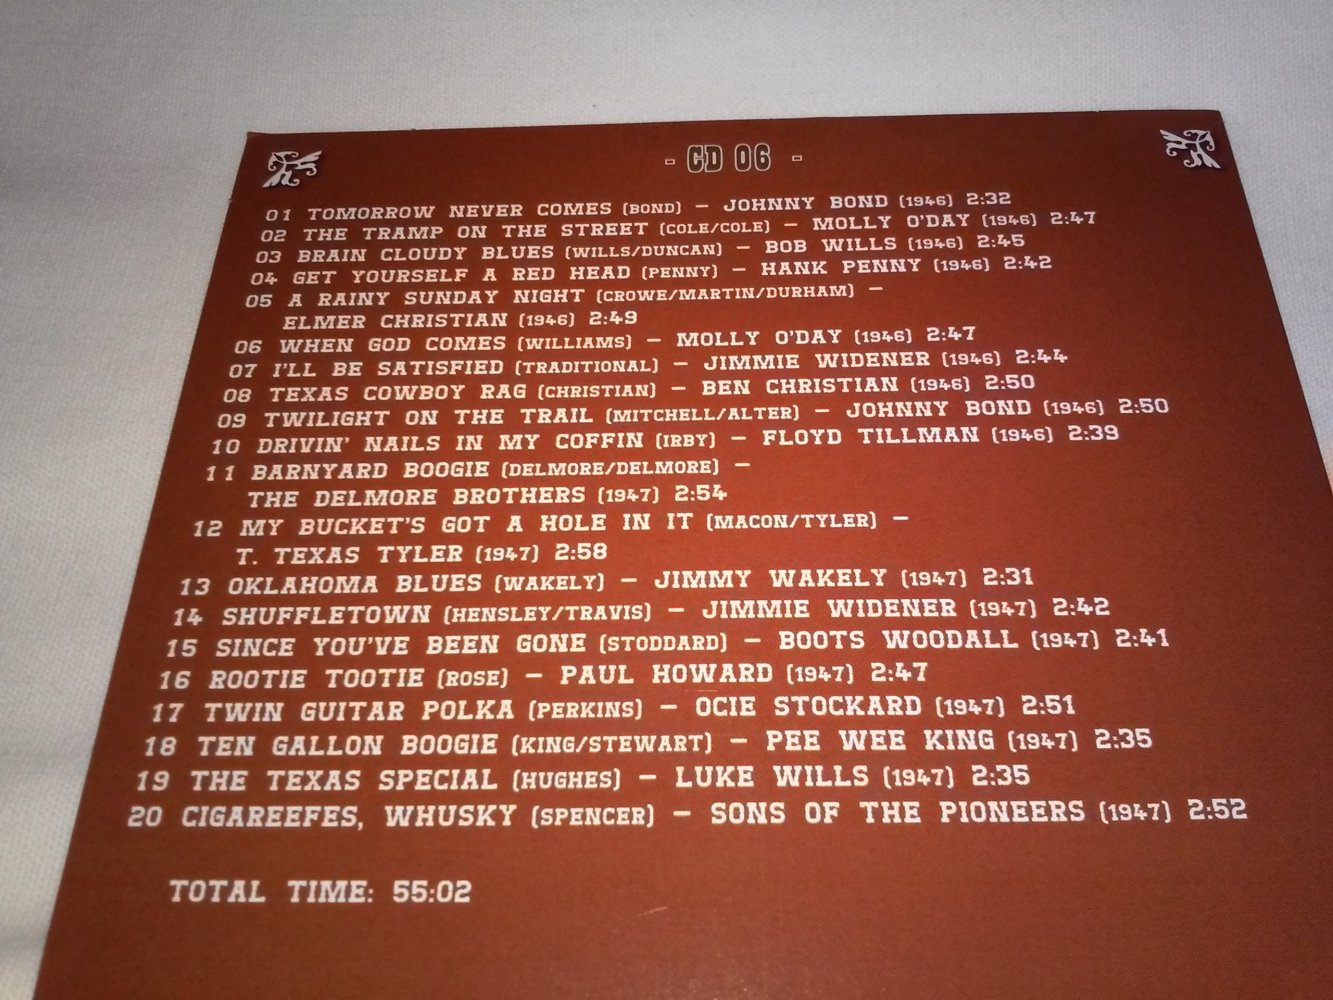 - CD 06 -
01 TOMORROW NEVER COMES (BOND) – JOHNNY BOND (1946) 2:32
02 THE TRAMP ON THE STREET (COLE/COLE) – MOLLY O'DAY (1946) 2:47
03 BRAIN CLOUDY BLUES (WILLS/DUNCAN) – BOB WILLS (1946) 2:45
04 GET YOURSELF A RED HEAD (PENNY) – HANK PENNY (1946) 2:42
05 A RAINY SUNDAY NIGHT (CROWE/MARTIN/DURHAM) –
ELMER CHRISTIAN (1946) 2:49
06 WHEN GOD COMES (WILLIAMS) – MOLLY O'DAY (1946) 2:47
07 I'LL BE SATISFIED (TRADITIONAL) – JIMMIE WIDENER (1946) 2:44
08 TEXAS COWBOY RAG (CHRISTIAN) – BEN CHRISTIAN (1946) 2:50
09 TWILIGHT ON THE TRAIL (MITCHELL/ALTER) – JOHNNY BOND (1946) 2:50
10 DRIVIN' NAILS IN MY COFFIN (IRBY) – FLOYD TILLMAN (1946) 2:39
11 BARNYARD BOOGIE (DELMORE/DELMORE) –
THE DELMORE BROTHERS (1947) 2:54
12 MY BUCKET'S GOT A HOLE IN IT (MACON/TYLER) –
T. TEXAS TYLER (1947) 2:58
13 OKLAHOMA BLUES (WAKELY) – JIMMY WAKELY (1947) 2:31
14 SHUFFLETOWN (HENSLEY/TRAVIS) – JIMMIE WIDENER (1947) 2:42
15 SINCE YOU'VE BEEN GONE (STODDARD) – BOOTS WOODALL (1947) 2:41
16 ROOTIE TOOTIE (ROSE) – PAUL HOWARD (1947) 2:47
17 TWIN GUITAR POLKA (PERKINS) – OCIE STOCKARD (1947) 2:51
18 TEN GALLON BOOGIE (KING/STEWART) – PEE WEE KING (1947) 2:35
19 THE TEXAS SPECIAL (HUGHES) – LUKE WILLS (1947) 2:35
20 CIGAREEFES, WHUSKY (SPENCER) – SONS OF THE PIONEERS (1947) 2:52
TOTAL TIME: 55:02